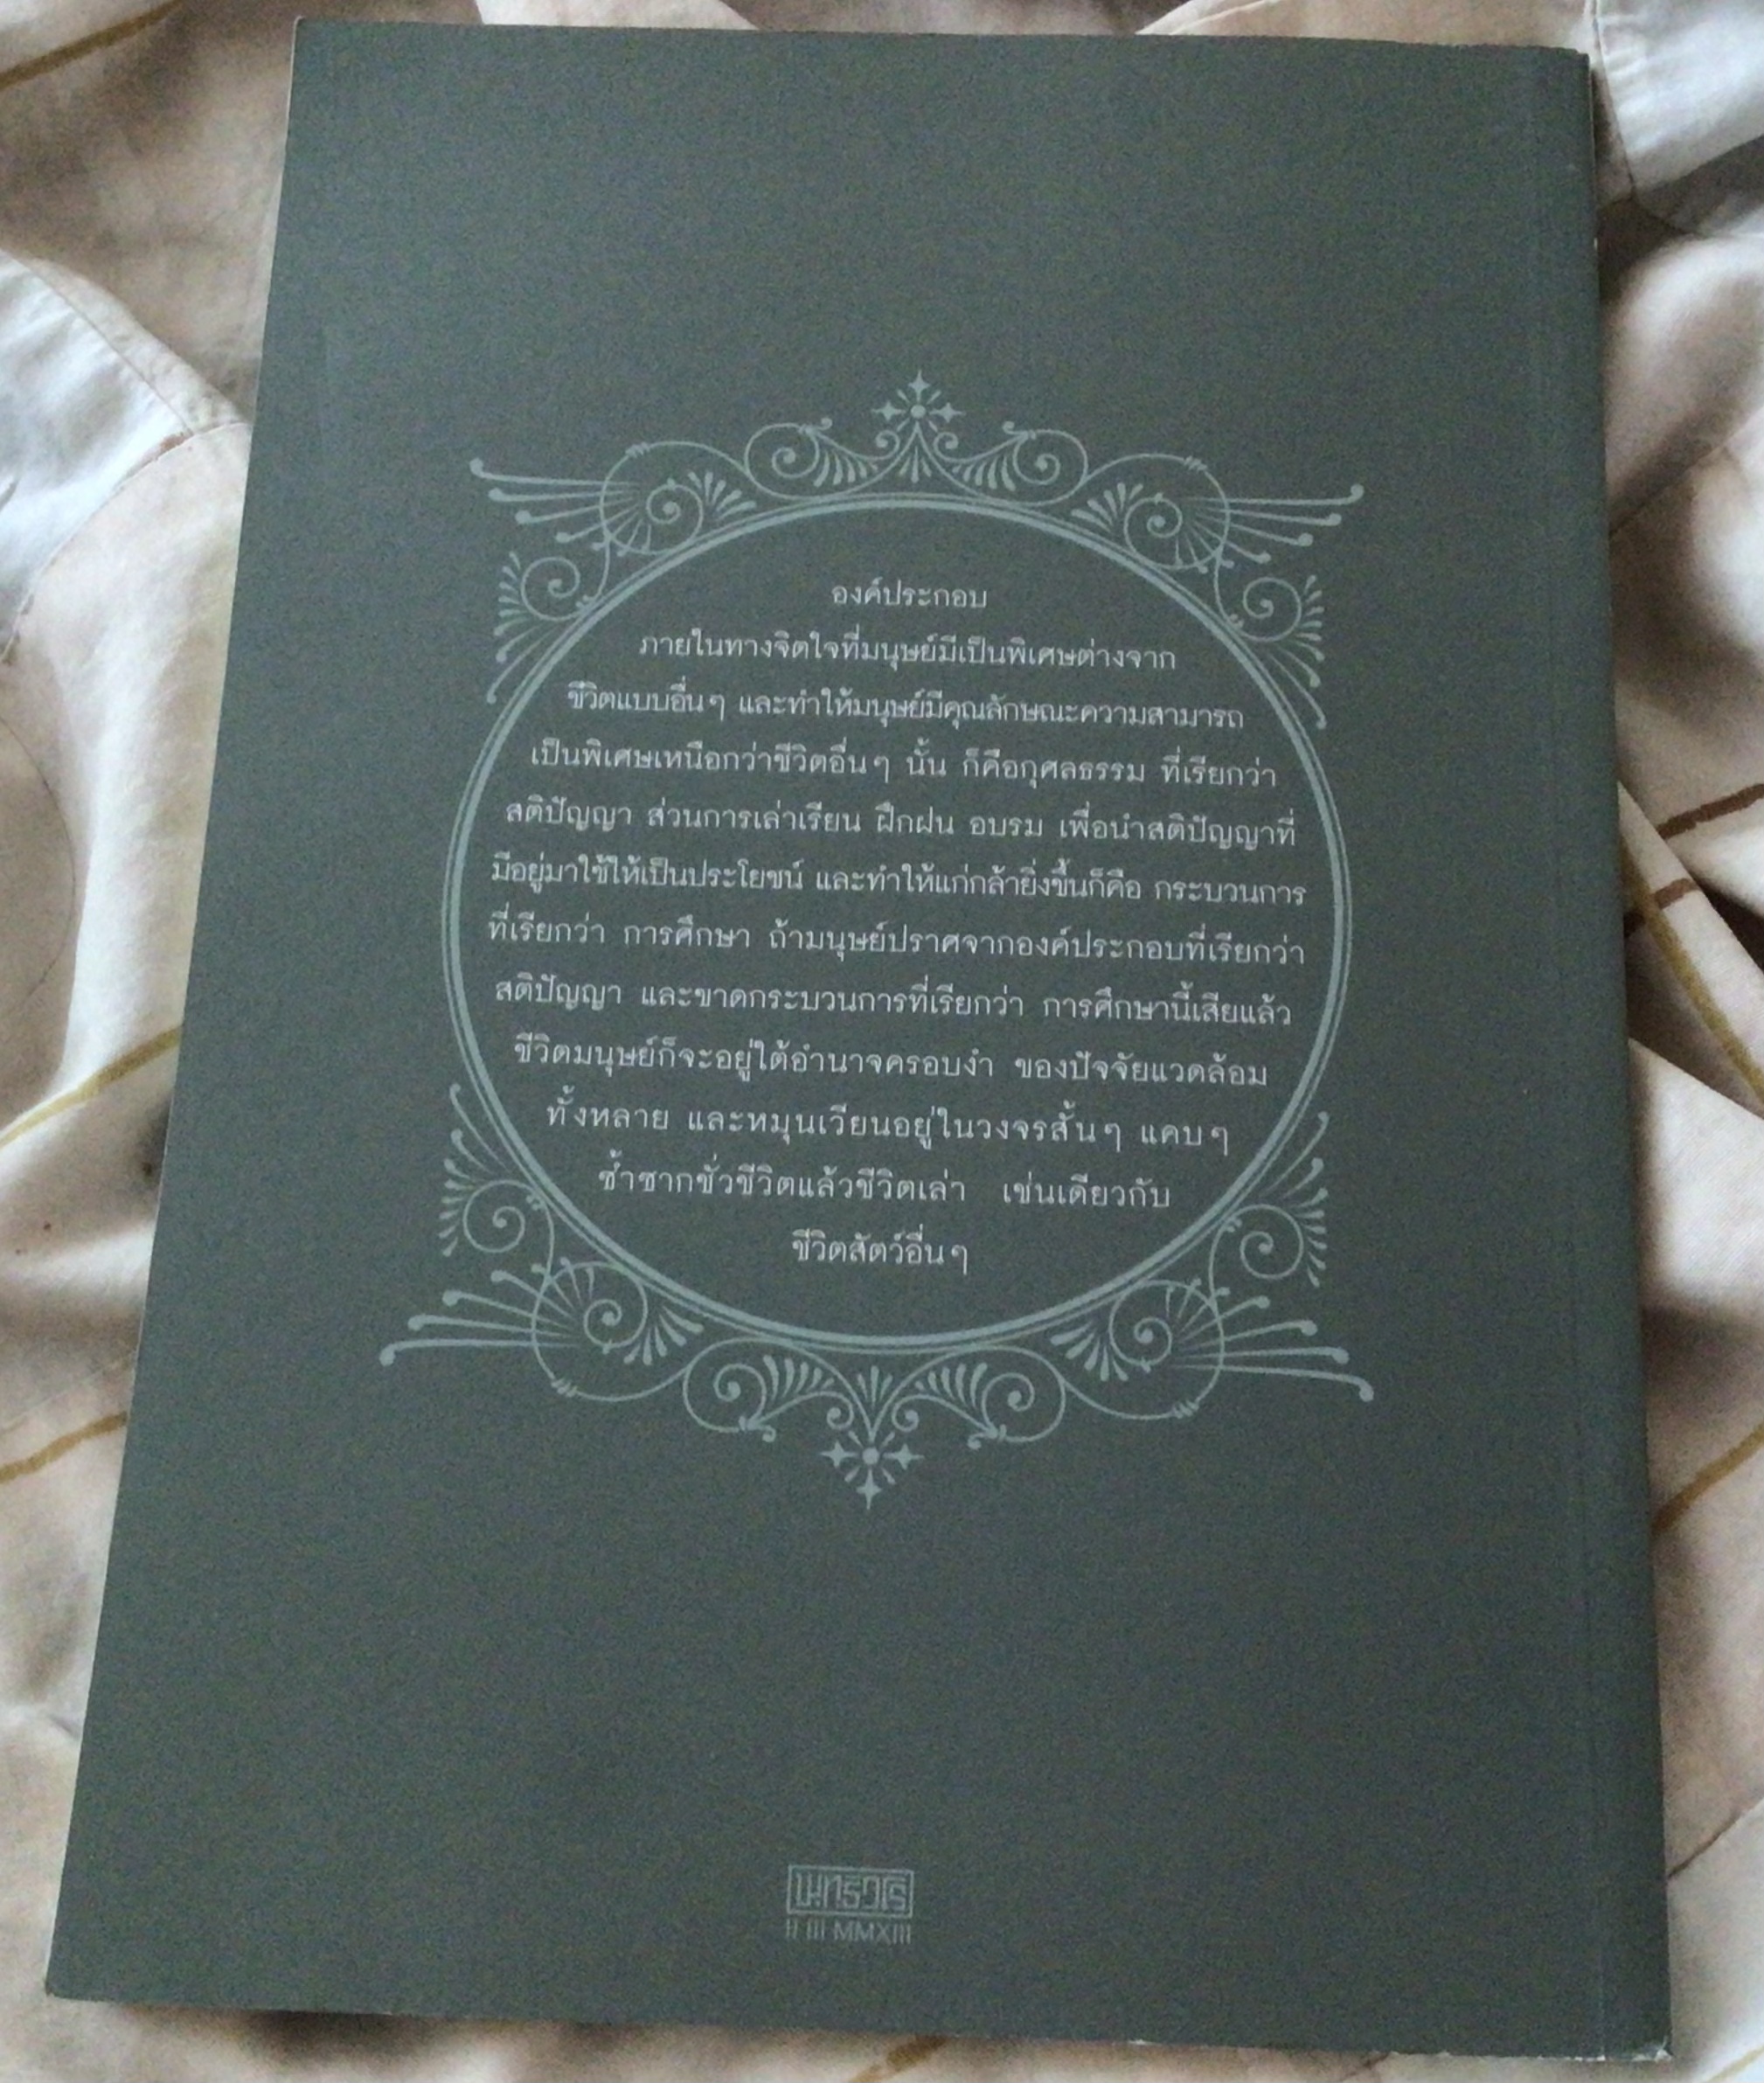 องค์ประกอบ
ภายในทางจิตใจที่มนุษย์มีเป็นพิเศษต่างจาก
ชีวิตแบบอื่นๆ และทำให้มนุษย์มีคุณลักษณะความสามารถ
เป็นพิเศษเหนือกว่าชีวิตอื่นๆ นั้น ก็คือกุศลธรรม ที่เรียกว่า
สติปัญญา ส่วนการเล่าเรียน ฝึกฝน อบรม เพื่อนำสติปัญญาที่
มีอยู่มาใช้ให้เป็นประโยชน์ และทำให้แก่กล้ายิ่งขึ้นก็คือ กระบวนการ
ที่เรียกว่า การศึกษา ถ้ามนุษย์ปราศจากองค์ประกอบที่เรียกว่า
สติปัญญา และขาดกระบวนการที่เรียกว่า การศึกษานี้เสียแล้ว
ชีวิตมนุษย์ก็จะอยู่ใต้อำนาจครอบงำ ของปัจจัยแวดล้อม
ทั้งหลาย และหมุนเวียนอยู่ในวงจรสั้นๆ แคบๆ
ซ้ำซากชั่วชีวิตแล้วชีวิตเล่า เช่นเดียวกับ
ชีวิตสัตว์อื่นๆ
II III MMXIII